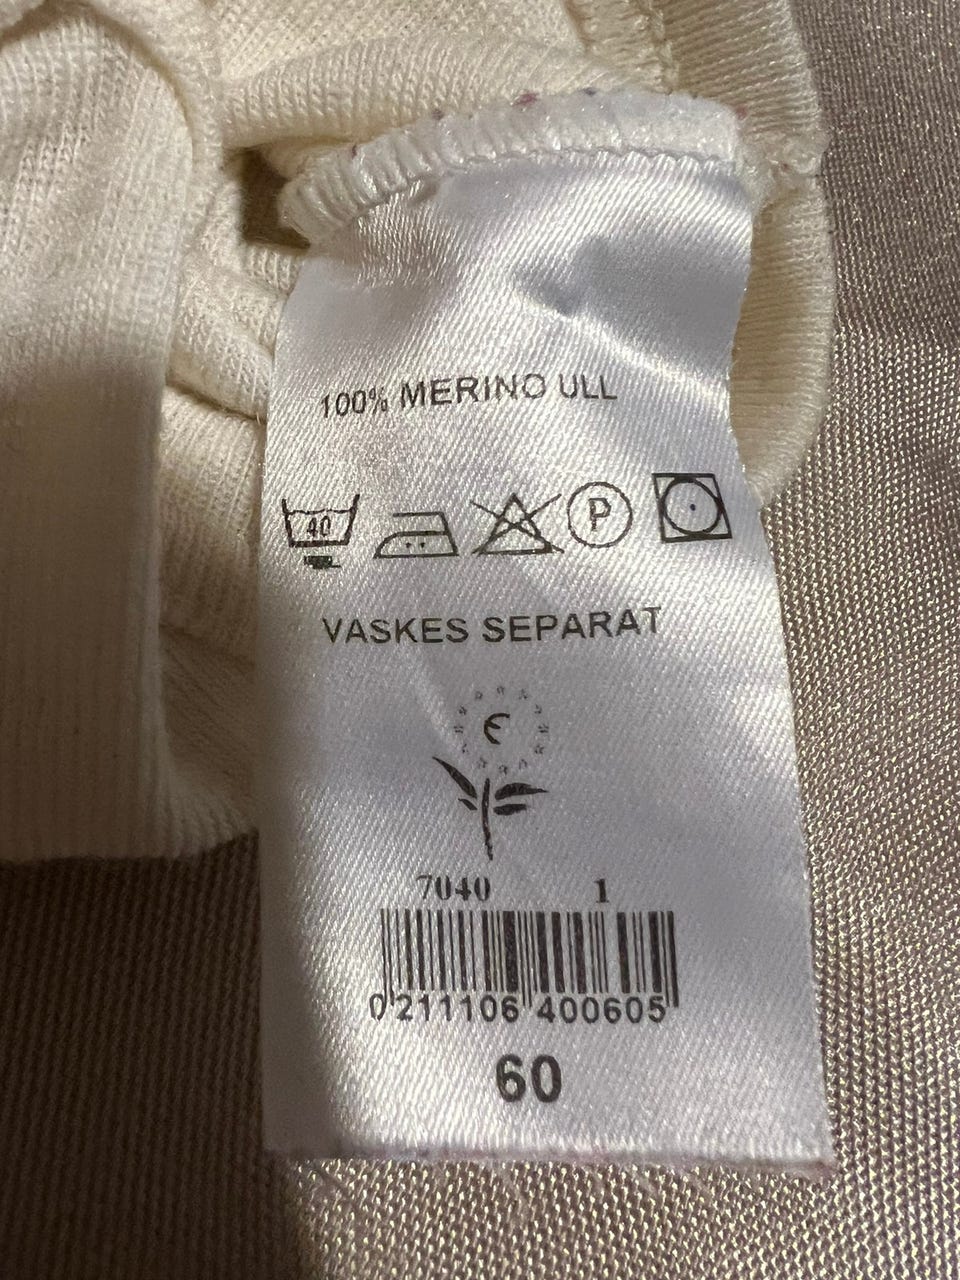 100% MERINO ULL
40 P
VASKES SEPARAT
€
7040 1
0 211106 400605
60